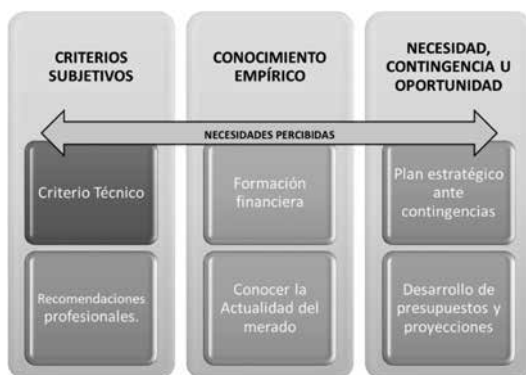 CRITERIOS
SUBJETIVOS
CONOCIMIENTO
EMPÍRICO
NECESIDAD,
CONTINGENCIA U
OPORTUNIDAD
NECESIDADES PERCIBIDAS
Criterio Técnico
Formación
financiera
Plan estratégico
ante
contingencias
Recomendaciones
profesionales.
Conocer la
Actualidad del
merado
Desarrollo de
presupuestos y
proyecciones